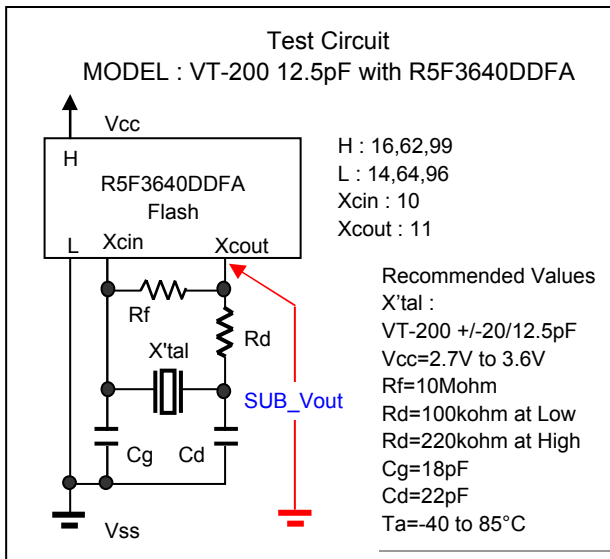 Test Circuit
MODEL : VT-200 12.5pF with R5F3640DDFA
Vcc
H
R5F3640DDFA
Flash
L Xcin Xcout
H : 16,62,99
L : 14,64,96
Xcin : 10
Xcout : 11
Rf
Rd
X'tal
SUB_Vout
Cg Cd
Vss
Recommended Values
X’tal :
VT-200 +/-20/12.5pF
Vcc=2.7V to 3.6V
Rf=10Mohm
Rd=100kohm at Low
Rd=220kohm at High
Cg=18pF
Cd=22pF
Ta=-40 to 85°C